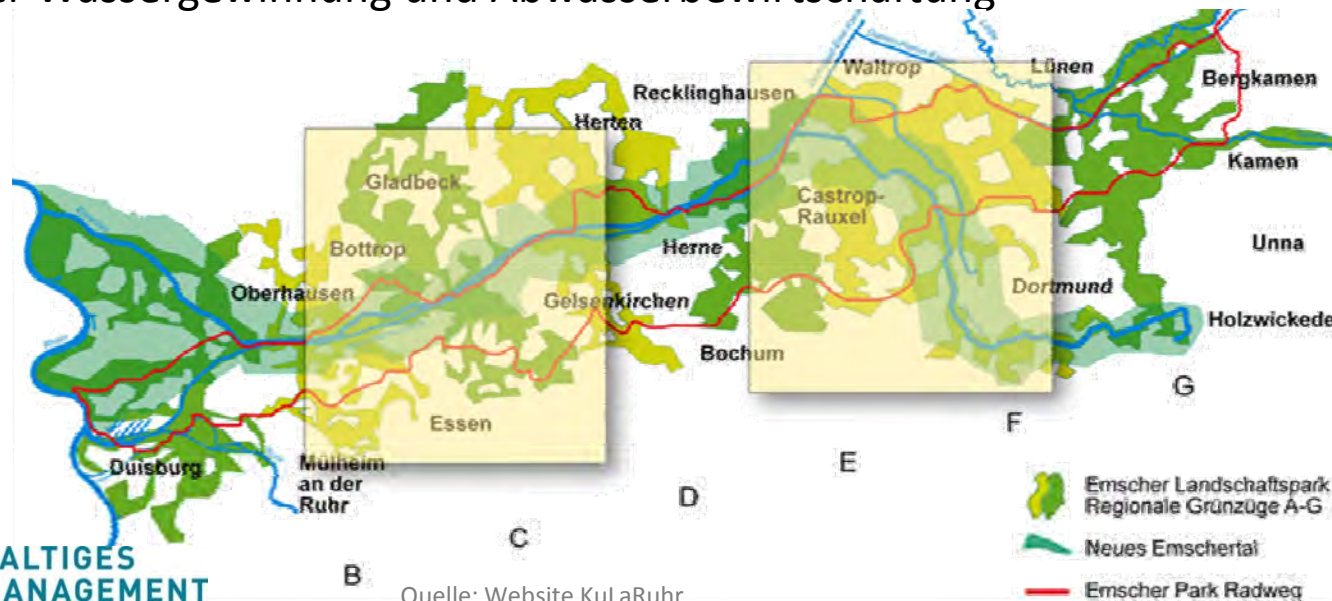 Wassergewinnung und Abwasserbewirtschaftung
Waltrop
Lünen
Bergkamen
Recklinghausen
Herten
Kamen
Gladbeck
Castrop-
Rauxel
Unna
Bottrop
Herne
Oberhausen
Gelsenkirchen
Dortmund
Holzwickede
Bochum
G
Essen
F
Duisburg
Mülheim
an der
Ruhr
E
D
Emscher Landschaftspark
Regionale Grünzüge A-G
C
Neues Emschertal
B
Emscher Park Radweg
ALTIGES
ANAGEMENT
Quelle: Website KuLaRuhr